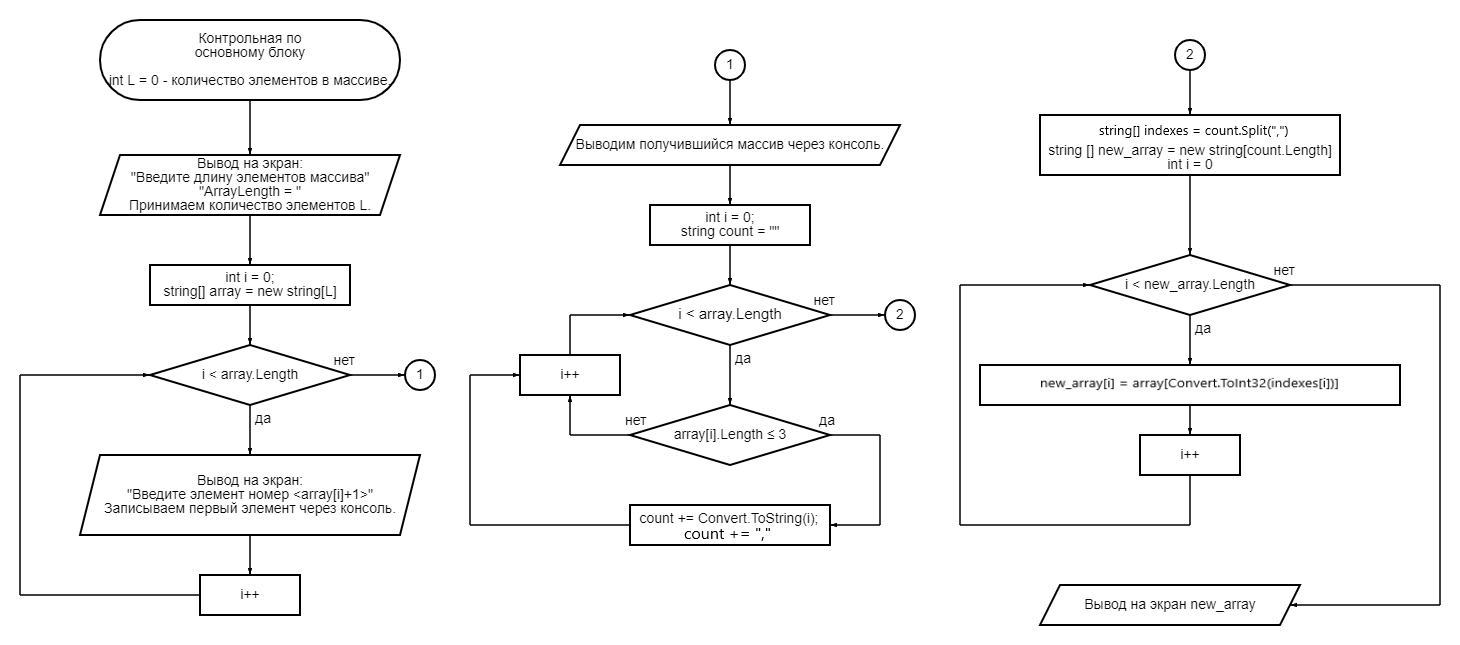 Контрольная по
основному блоку
int L = 0 - количество элементов в массиве.
Вывод на экран:
"Введите длину элементов массива"
"ArrayLength = "
Принимаем количество элементов L.
int i = 0;
string[] array = new string[L]
i < array.Length
нет
1
да
Вывод на экран:
"Введите элемент номер <array[i]+1>"
Записываем первый элемент через консоль.
i++
1
Выводим получившийся массив через консоль.
int i = 0;
string count = ""
i < array.Length
нет
2
да
i++
нет
array[i].Length ≤ 3
да
count += Convert.ToString(i);
count += ","
2
string[] indexes = count.Split(",")
string [] new_array = new string[count.Length]
int i = 0
i < new_array.Length
нет
да
new_array[i] = array[Convert.ToInt32(indexes[i])]
i++
Вывод на экран new_array